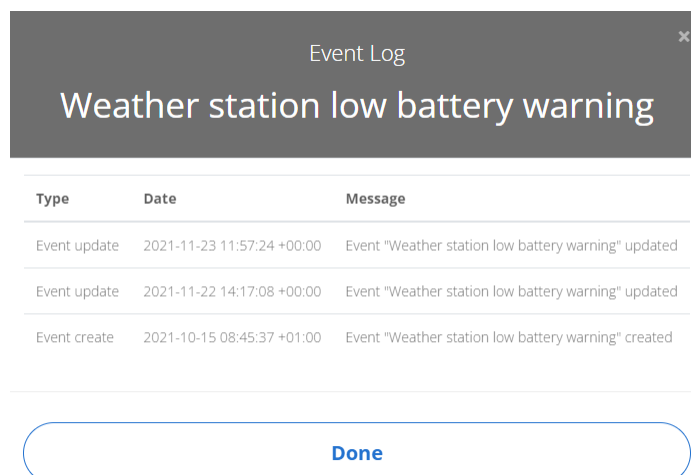 ×
Event Log
Weather station low battery warning
Type Date Message
Event update 2021-11-23 11:57:24 +00:00 Event "Weather station low battery warning" updated
Event update 2021-11-22 14:17:08 +00:00 Event "Weather station low battery warning" updated
Event create 2021-10-15 08:45:37 +01:00 Event "Weather station low battery warning" created
Done